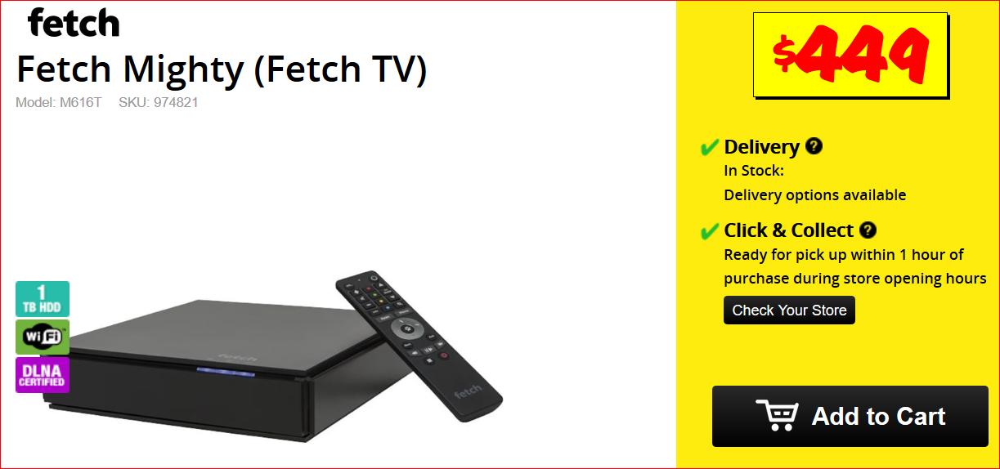 fetch
Fetch Mighty (Fetch TV)
Model: M616T SKU: 974821
$449
Delivery ?
In Stock:
Delivery options available
Click & Collect ?
Ready for pick up within 1 hour of
purchase during store opening hours
Check Your Store
Add to Cart
1
TB HDD
WiFi
DLNA
CERTIFIED
fetch
fetch